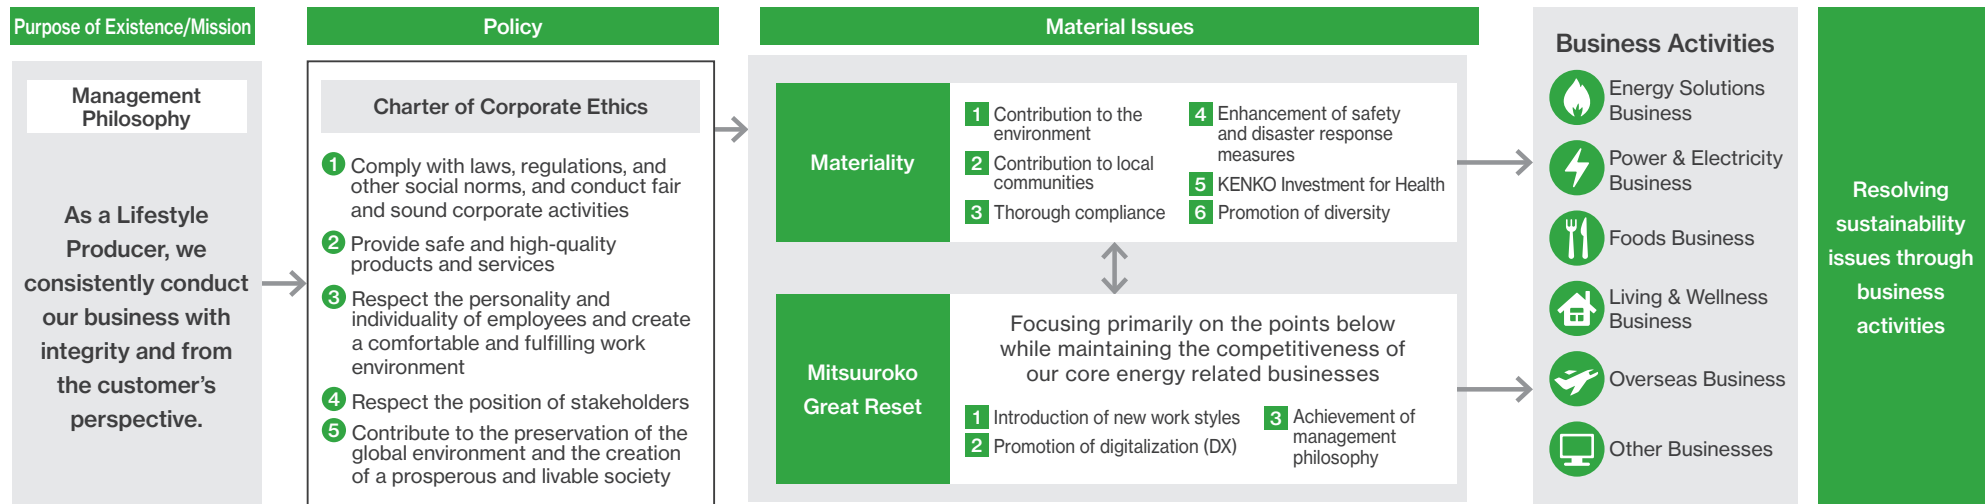 Purpose of Existence/Mission
Management
Philosophy
As a Lifestyle
Producer, we
consistently conduct
our business with
integrity and from
the customer's
perspective.
Policy
Charter of Corporate Ethics
1 Comply with laws, regulations, and
other social norms, and conduct fair
and sound corporate activities
2 Provide safe and high-quality
products and services
3 Respect the personality and
individuality of employees and create
a comfortable and fulfilling work
environment
4 Respect the position of stakeholders
5 Contribute to the preservation of the
global environment and the creation
of a prosperous and livable society
Material Issues
Materiality
1 Contribution to the
environment
2 Contribution to local
communities
3 Thorough compliance
4 Enhancement of safety
and disaster response
measures
5 KENKO Investment for Health
6 Promotion of diversity
Mitsuuroko
Great Reset
Focusing primarily on the points below
while maintaining the competitiveness of
our core energy related businesses
1 Introduction of new work styles
2 Promotion of digitalization (DX)
3 Achievement of
management
philosophy
Business Activities
Energy Solutions
Business
Power & Electricity
Business
Foods Business
Living & Wellness
Business
Overseas Business
Other Businesses
Resolving
sustainability
issues through
business
activities